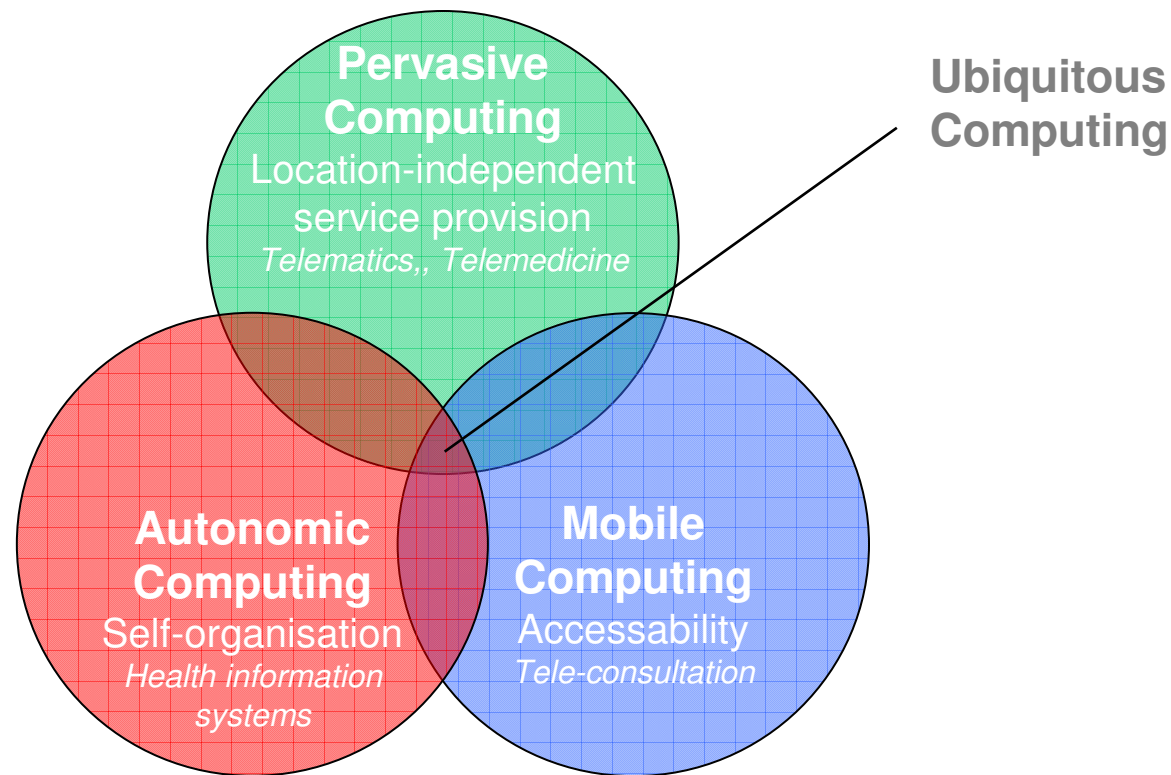 Pervasive
Computing
Location-independent
service provision
Telematics,, Telemedicine
Ubiquitous
Computing
Autonomic
Computing
Self-organisation
Health information
systems
Mobile
Computing
Accessability
Tele-consultation